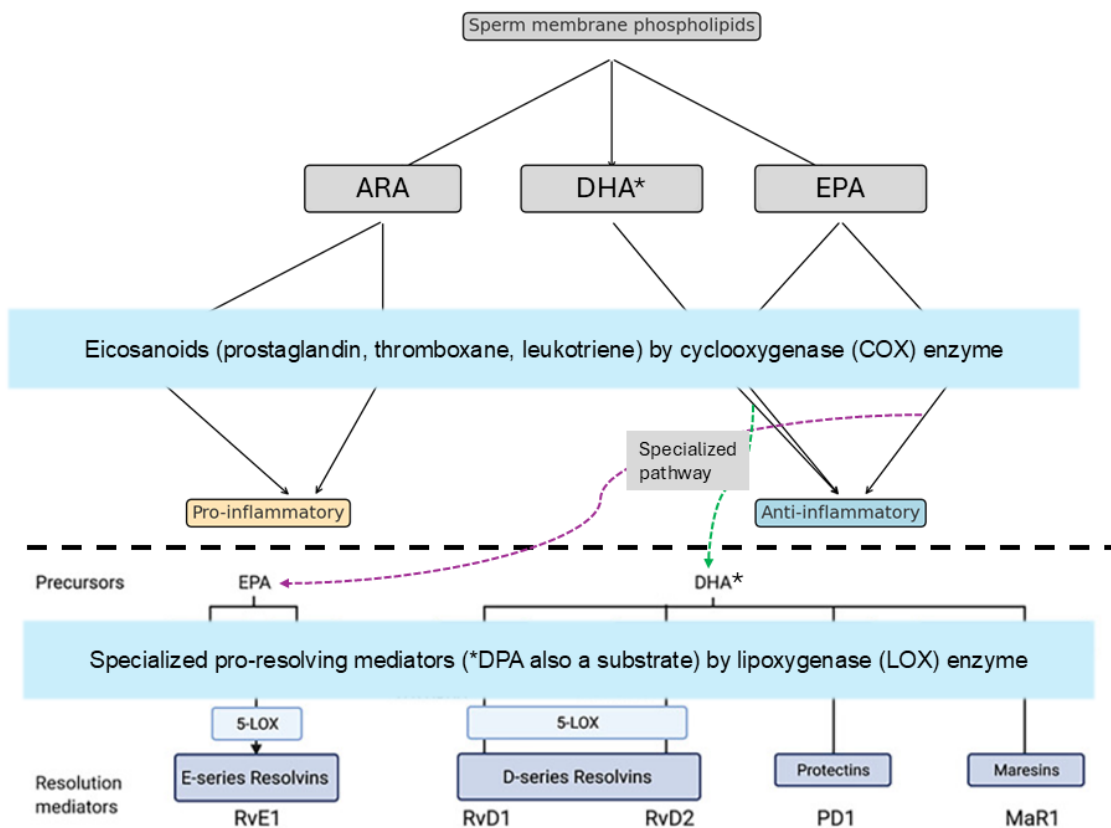 Sperm membrane phospholipids
ARA
DHA*
EPA
Eicosanoids (prostaglandin, thromboxane, leukotriene) by cyclooxygenase (COX) enzyme
Specialized
pathway
Pro-inflammatory
Anti-inflammatory
Precursors
EPA
DHA*
Specialized pro-resolving mediators (*DPA also a substrate) by lipoxygenase (LOX) enzyme
5-LOX
5-LOX
E-series Resolvins
D-series Resolvins
Protectins
Maresins
Resolution
mediators
RvE1
RvD1
RvD2
PD1
MaR1